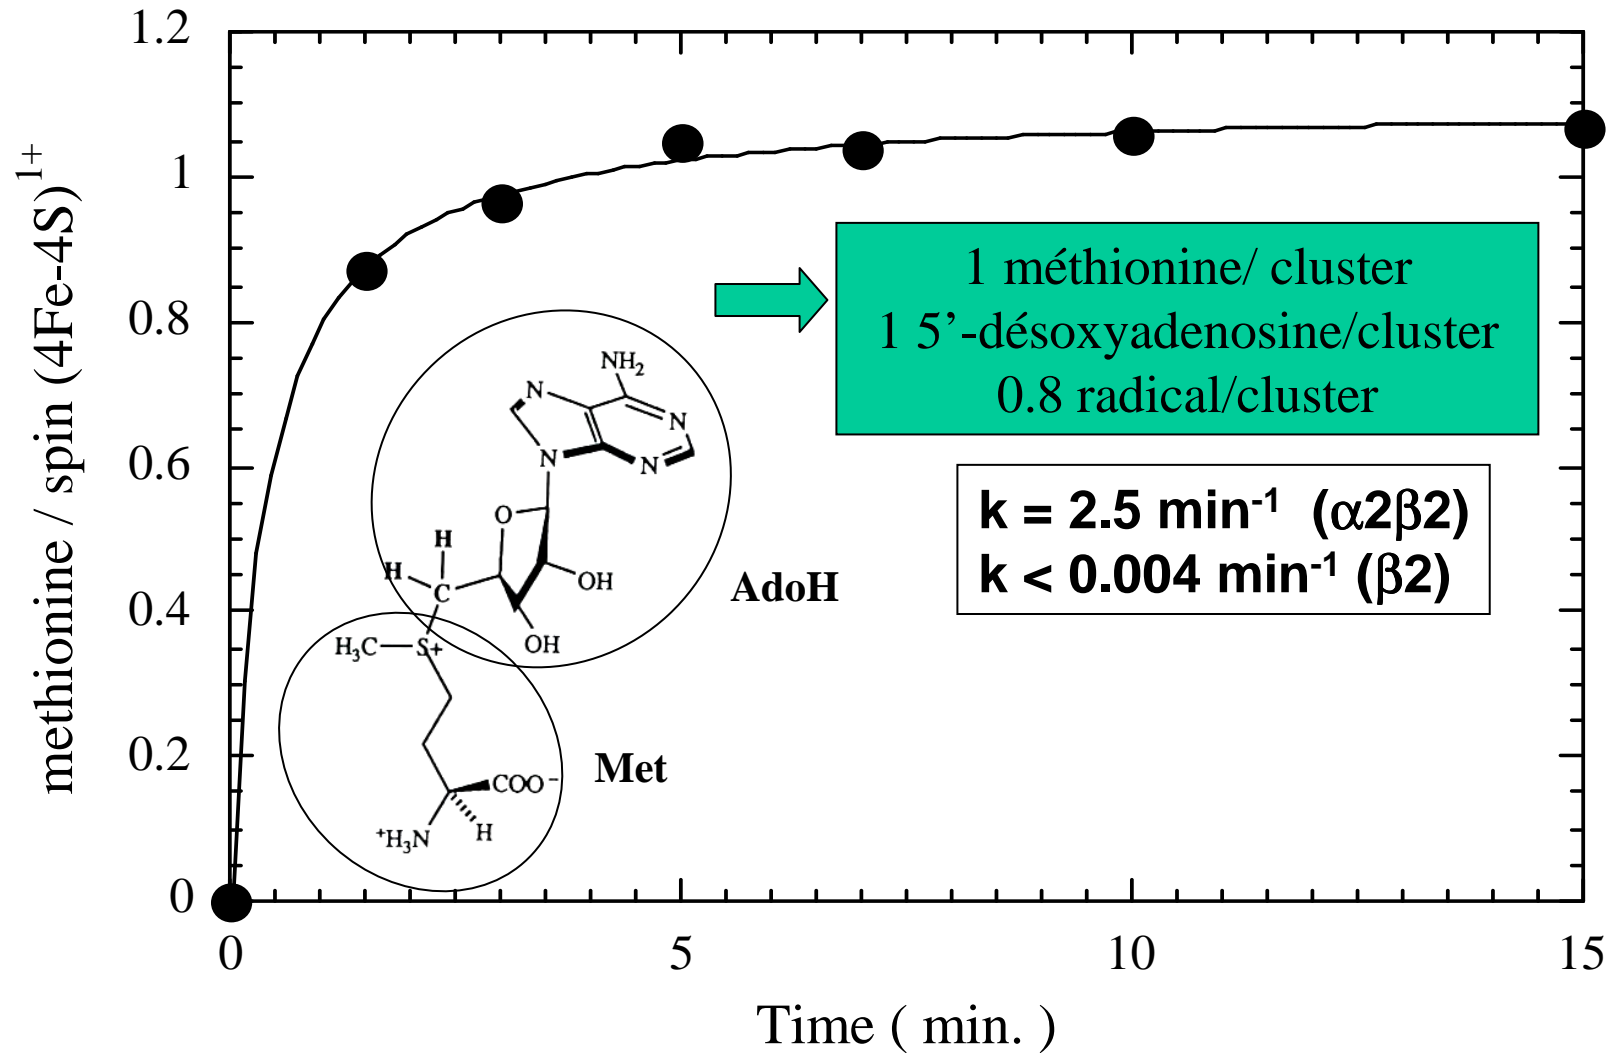 methionine / spin (4Fe-4S)¹⁺
1.2
1
0.8
0.6
0.4
0.2
0
0
5
10
15
Time ( min. )
1 méthionine/ cluster
1 5’-désoxyadenosine/cluster
0.8 radical/cluster
k = 2.5 min⁻¹ (α2β2)
k < 0.004 min⁻¹ (β2)
NH₂
N
N
N
N
O
H
H
C
OH
OH
AdoH
H₃C
S+
Met
COO⁻
⁺H₃N
H